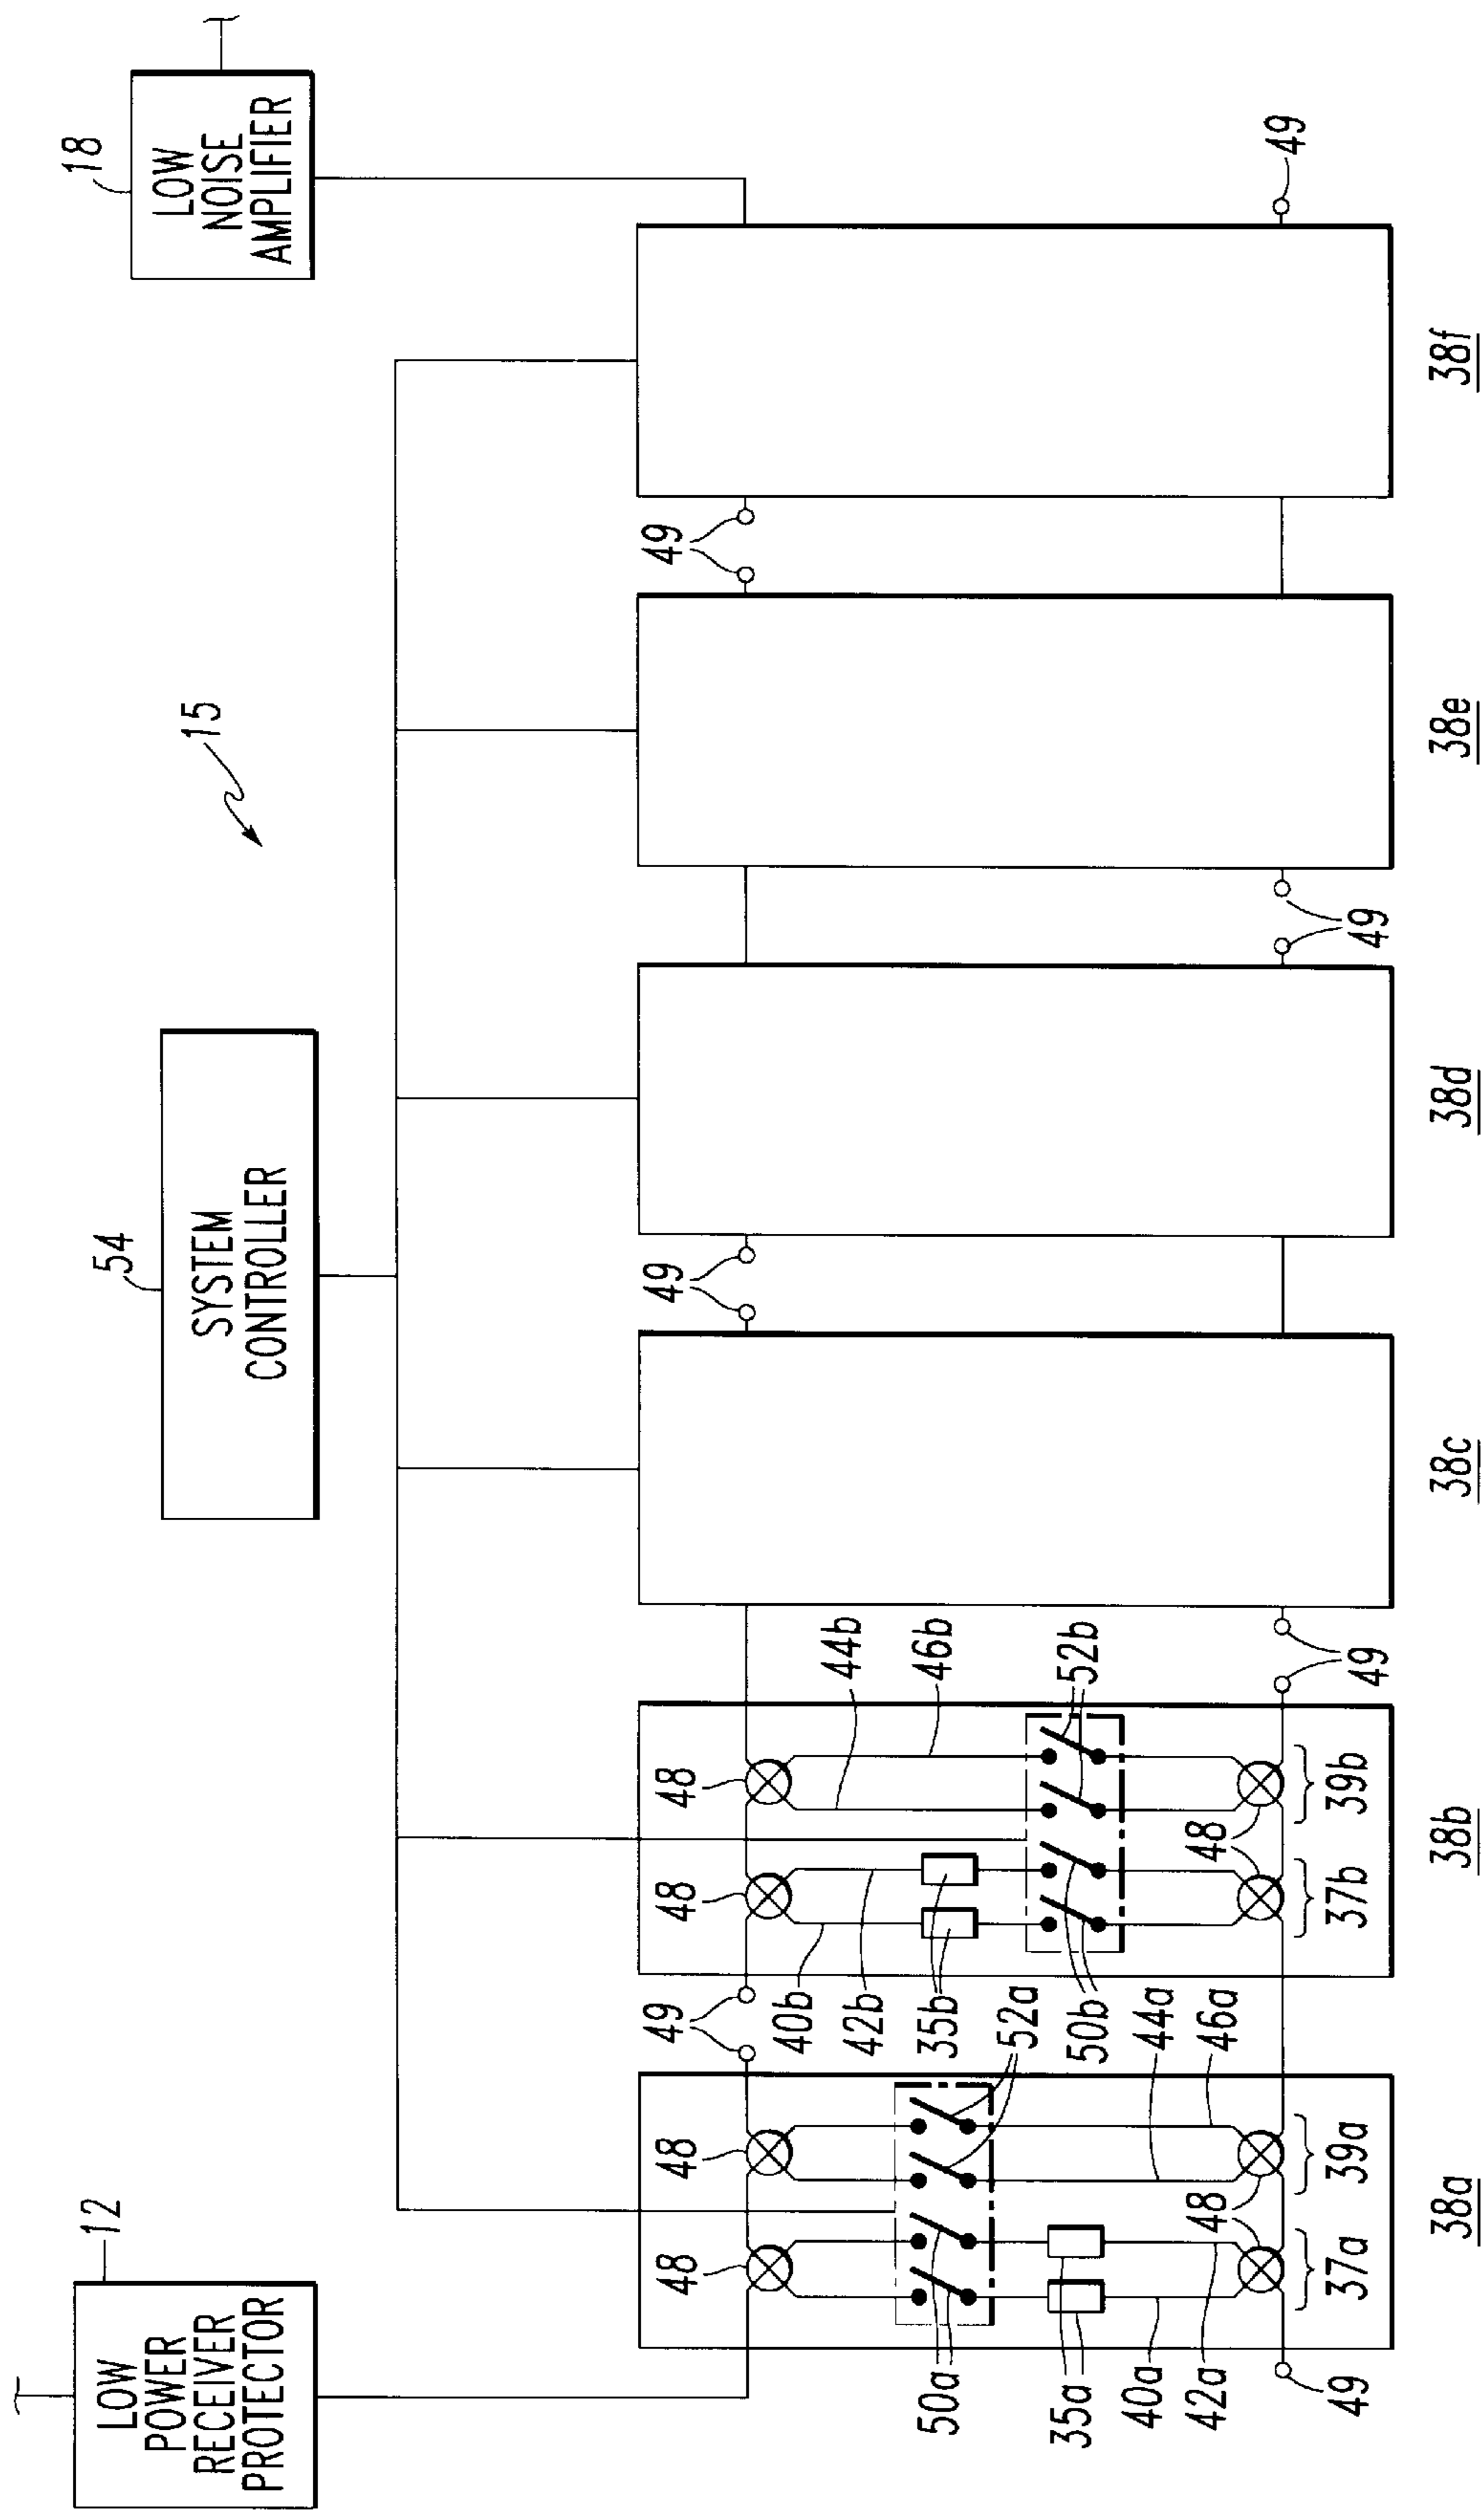 12
LOW
POWER
RECEIVER
PROTECTOR
54
SYSTEM
CONTROLLER
15
18
LOW
NOISE
AMPLIFIER
48
48
49
48
48
49
49
50a
52a
40b
42b
35b
44b
46b
35a
40a
42a
48
44a
46a
50b
48
52b
49
37a
39a
37b
39b
49
49
49
38a
38b
38c
38d
38e
38f